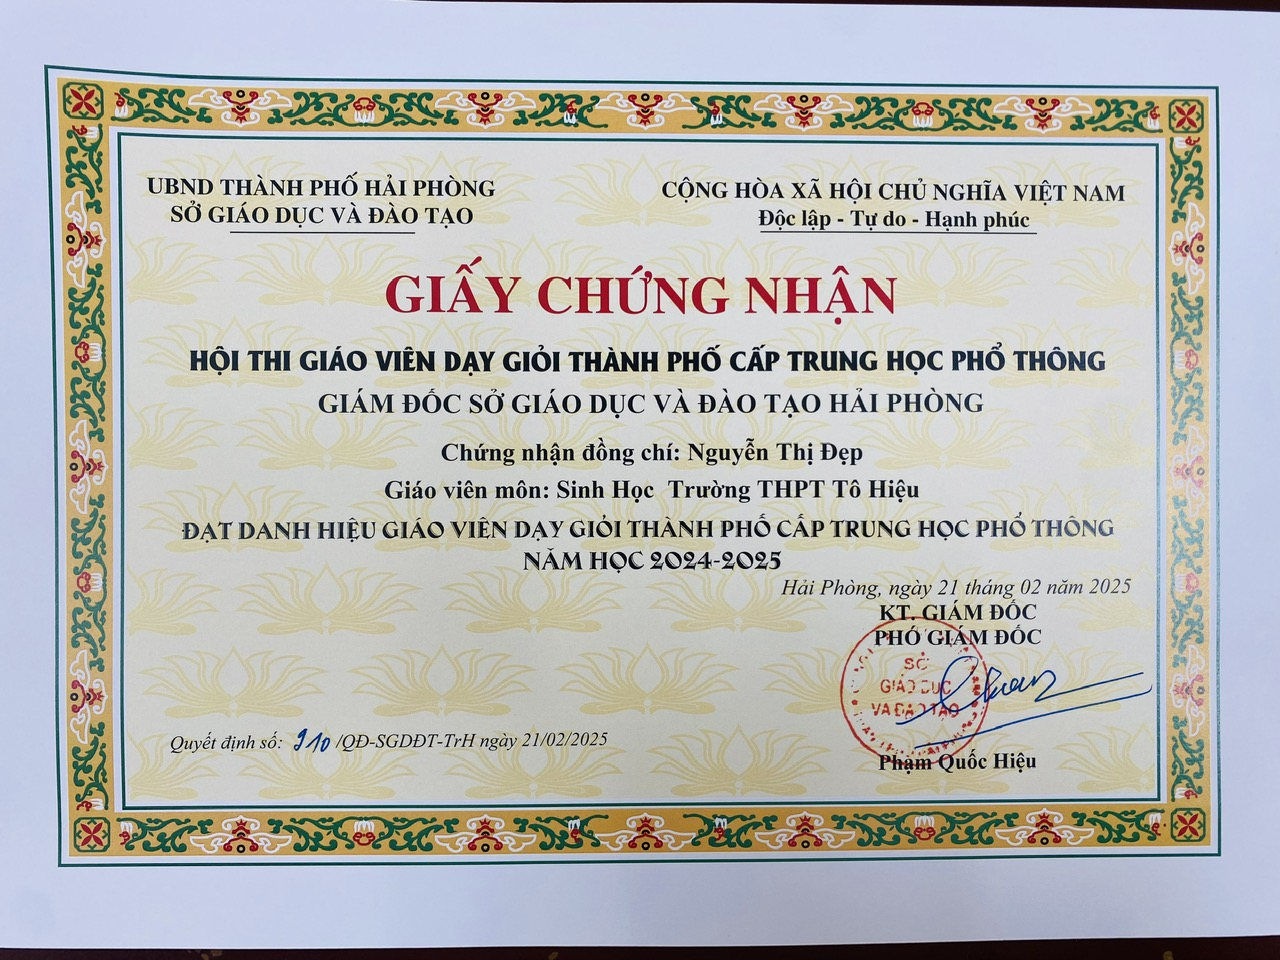 UBND THÀNH PHỐ HẢI PHÒNG
SỞ GIÁO DỤC VÀ ĐÀO TẠO
CỘNG HÒA XÃ HỘI CHỦ NGHĨA VIỆT NAM
Độc lập - Tự do - Hạnh phúc
GIẤY CHỨNG NHẬN
HỘI THI GIÁO VIÊN DẠY GIỎI THÀNH PHỐ CẤP TRUNG HỌC PHỔ THÔNG
GIÁM ĐỐC SỞ GIÁO DỤC VÀ ĐÀO TẠO HẢI PHÒNG
Chứng nhận đồng chí: Nguyễn Thị Đẹp
Giáo viên môn: Sinh Học Trường THPT Tô Hiệu
ĐẠT DANH HIỆU GIÁO VIÊN DẠY GIỎI THÀNH PHỐ CẤP TRUNG HỌC PHỔ THÔNG
NĂM HỌC 2024-2025
Hải Phòng, ngày 21 tháng 02 năm 2025
KT. GIÁM ĐỐC
PHÓ GIÁM ĐỐC
SỞ
GIÁO DỤC
VÀ ĐÀO TẠO
Quyết định số: 910 /QĐ-SGDĐT-TrH ngày 21/02/2025
Phạm Quốc Hiệu